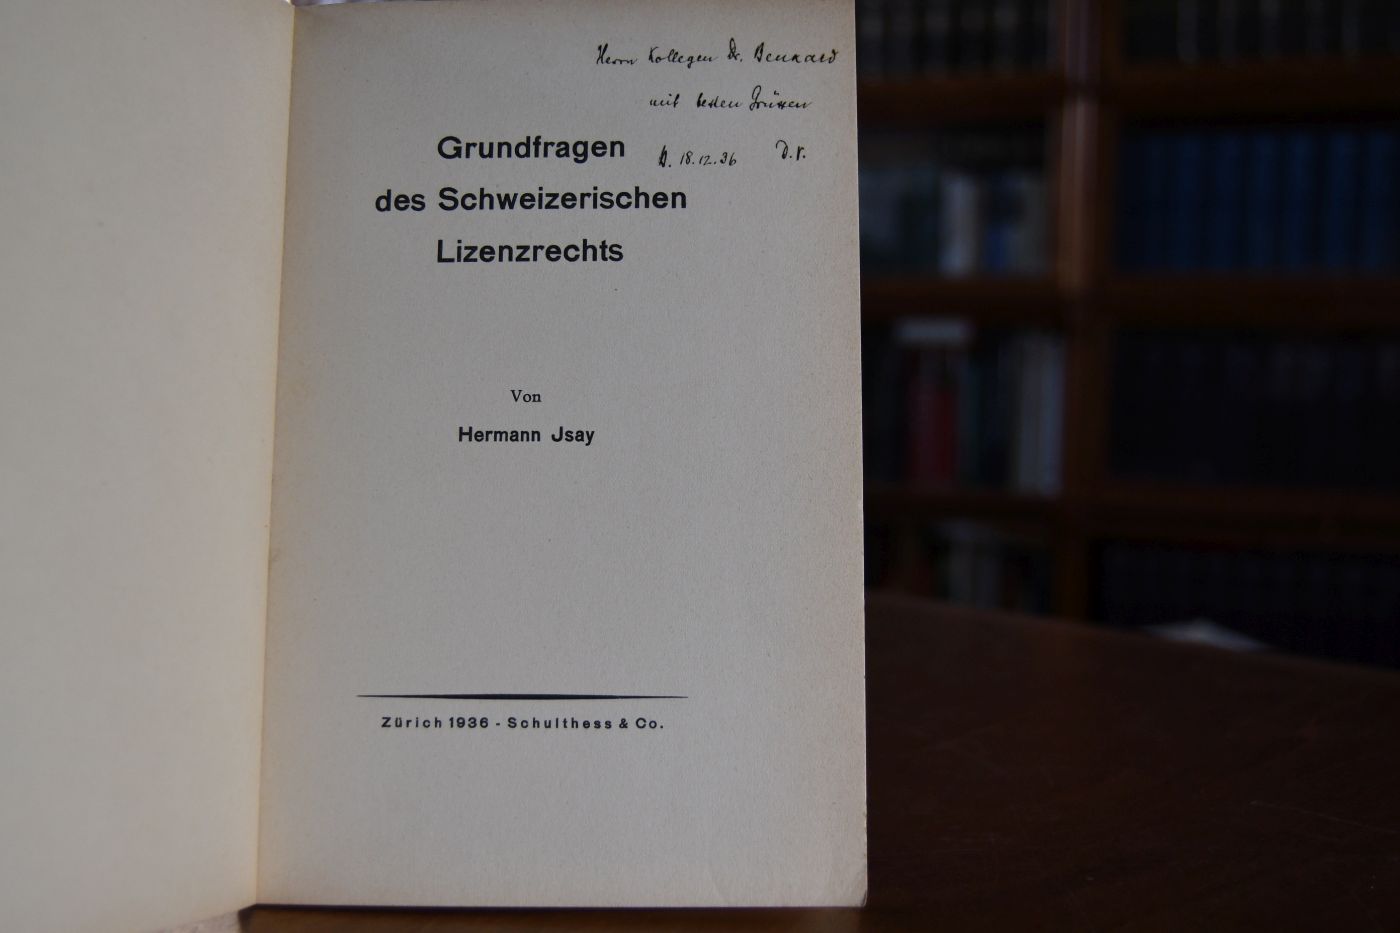 Herrn Kollegen Dr. Benkard
mit besten Grüssen
18.12.36 D.V.
Grundfragen
des Schweizerischen
Lizenzrechts
Von
Hermann Jsay
Zürich 1936 - Schulthess & Co.